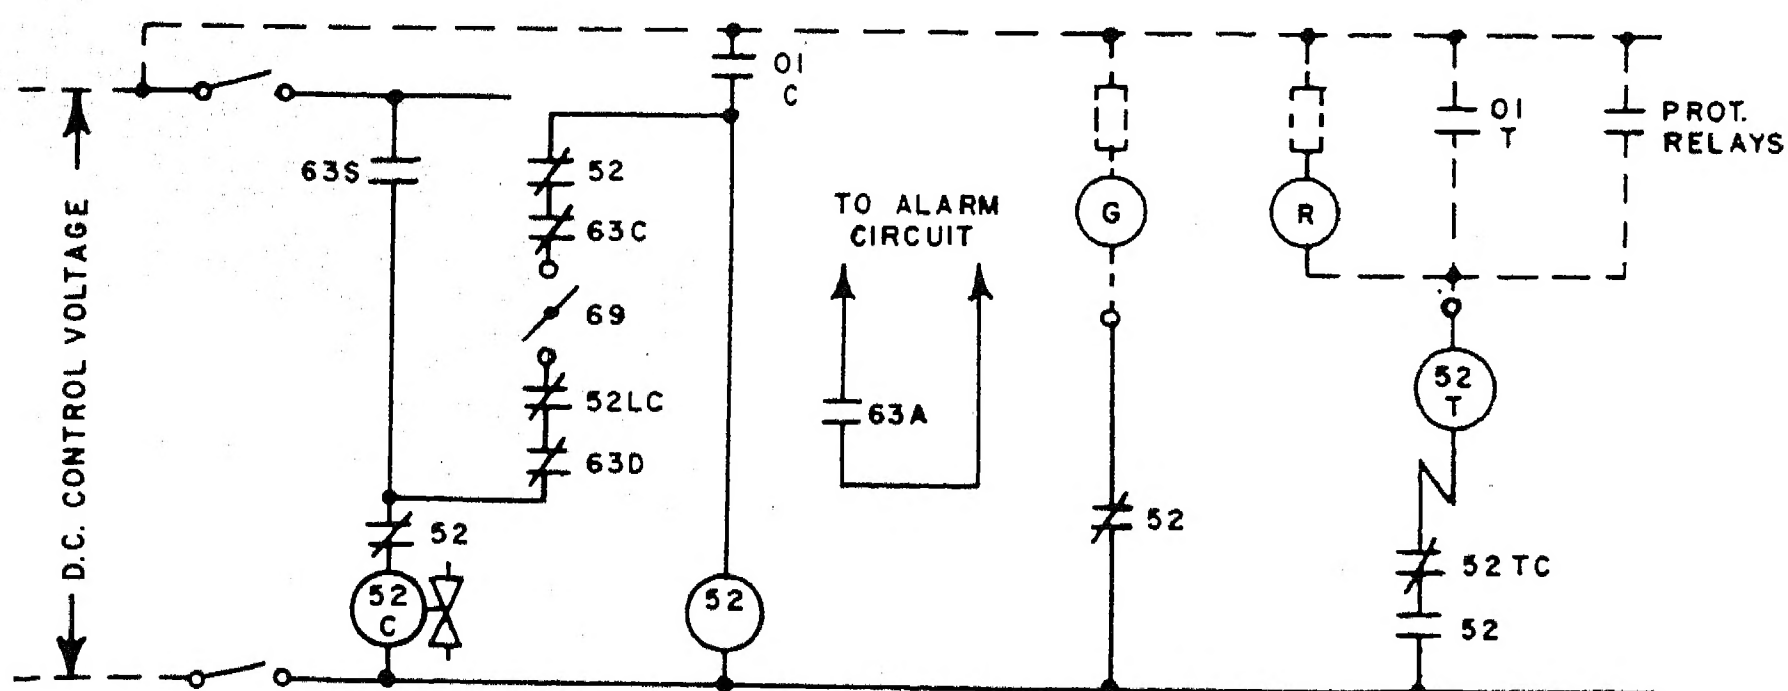 D.C. CONTROL VOLTAGE
01
C
63S
52
63C
69
52LC
63D
52
52
C
52
TO ALARM
CIRCUIT
63A
G
52
R
01
T
PROT.
RELAYS
52
T
52TC
52